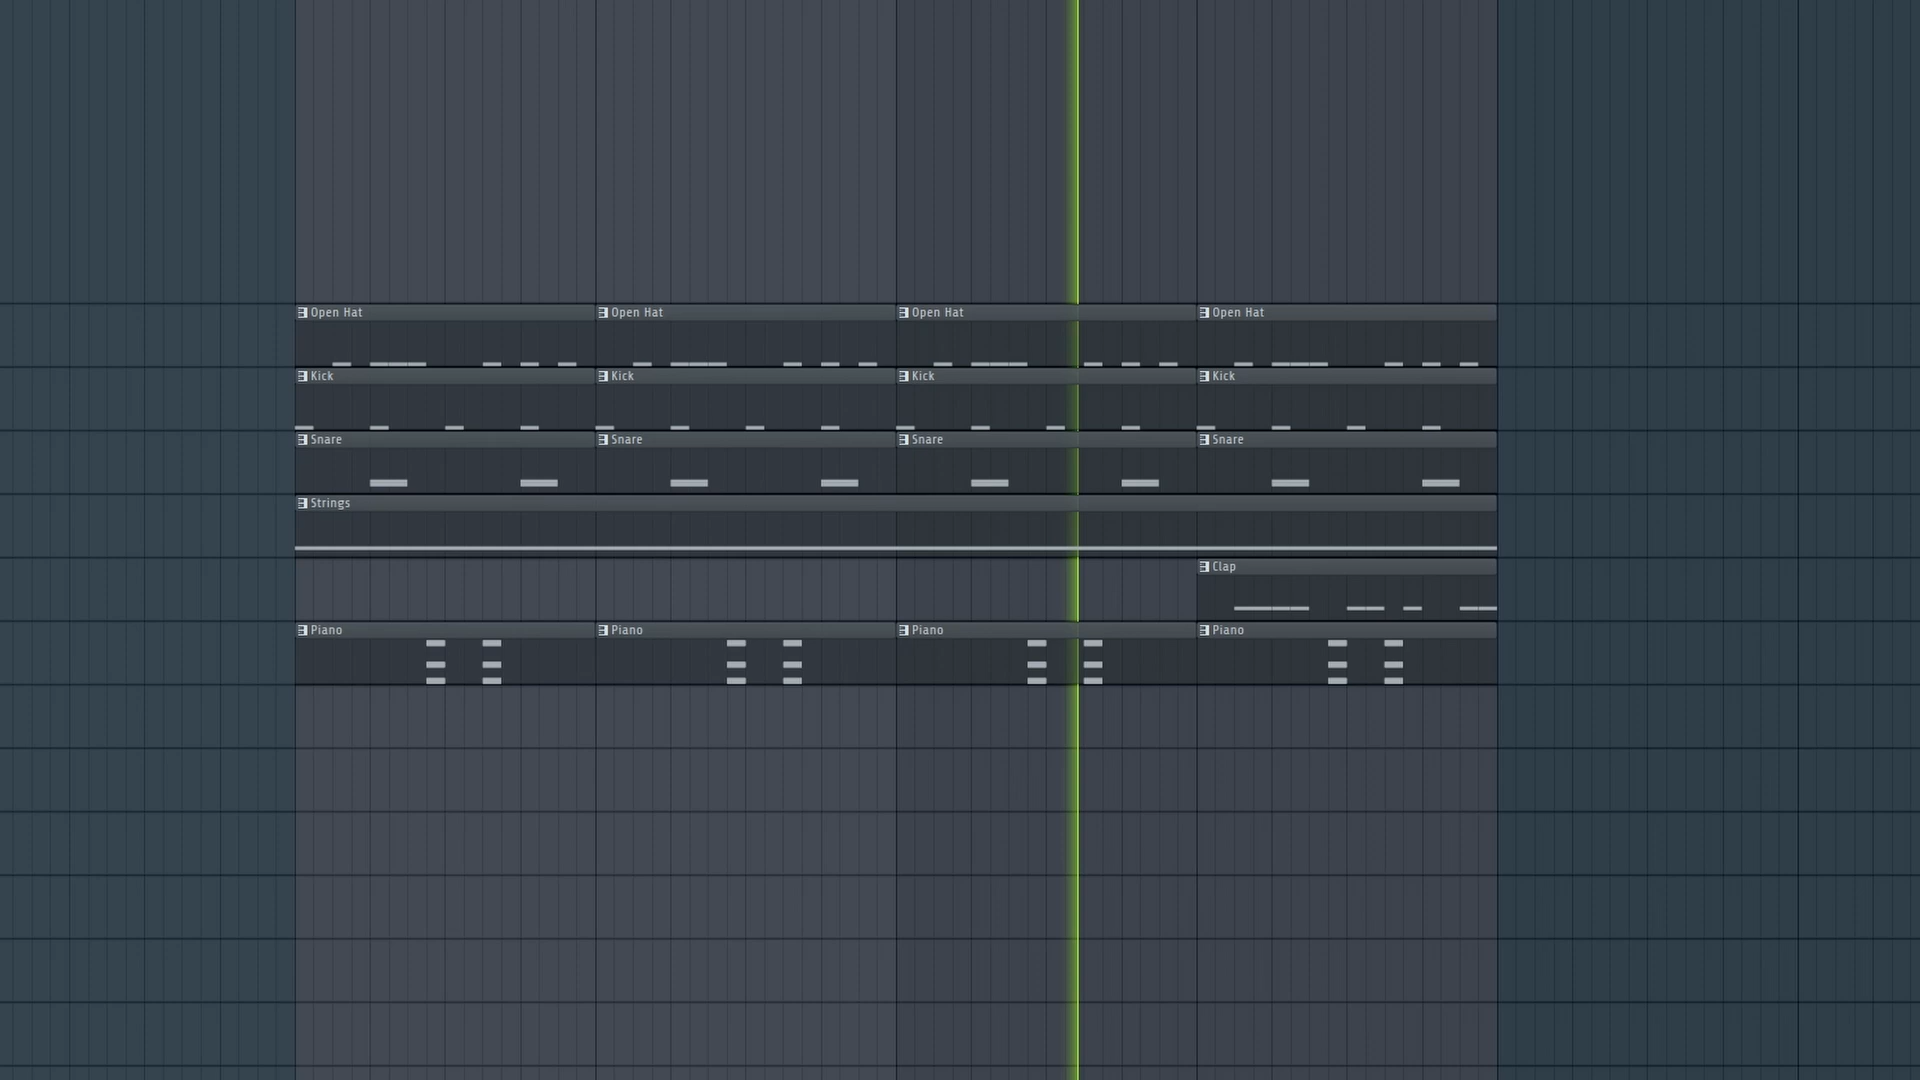 Open Hat Open Hat Open Hat Open Hat
Kick Kick Kick Kick
Snare Snare Snare Snare
Strings
Clap
Piano Piano Piano Piano